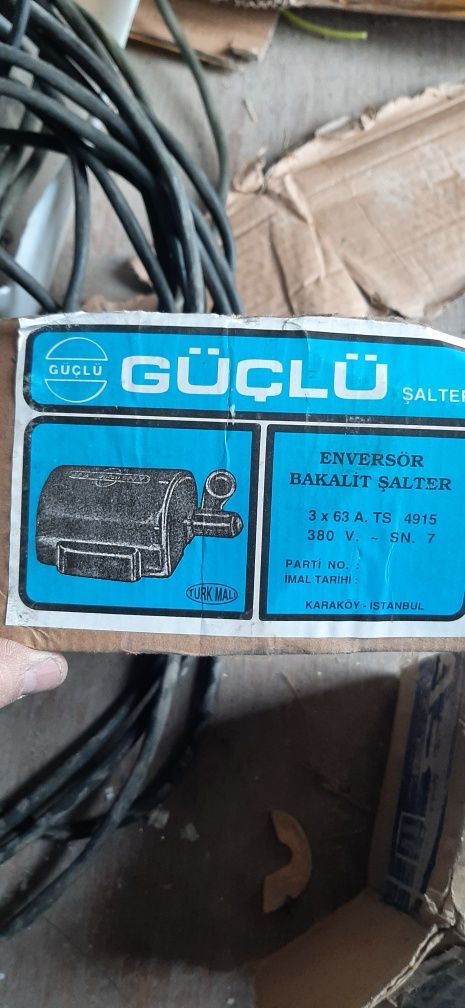 GÜÇLÜ
GÜÇLÜ ŞALTER
ENVERSÖR
BAKALİT ŞALTER
3 x 63 A. TS 4915
380 V. ~ SN. 7
PARTİ NO. :
İMAL TARİHİ :
KARAKÖY - İSTANBUL
TÜRK MALI